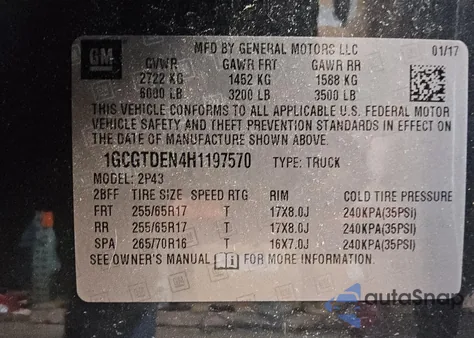 GM
MFD BY GENERAL MOTORS LLC 01/17
GVWR GAWR FRT GAWR RR
2722 KG 1452 KG 1588 KG
6000 LB 3200 LB 3500 LB
THIS VEHICLE CONFORMS TO ALL APPLICABLE U.S. FEDERAL MOTOR
VEHICLE SAFETY AND THEFT PREVENTION STANDARDS IN EFFECT ON
THE DATE OF MANUFACTURE SHOWN ABOVE.
1GCGTDEN4H1197570 TYPE: TRUCK
MODEL: 2P43
2BFF TIRE SIZE SPEED RTG RIM COLD TIRE PRESSURE
FRT 255/65R17 T 17X8.0J 240KPA(35PSI)
RR 255/65R17 T 17X8.0J 240KPA(35PSI)
SPA 265/70R16 T 16X7.0J 240KPA(35PSI)
SEE OWNER'S MANUAL FOR MORE INFORMATION.
autoSnap